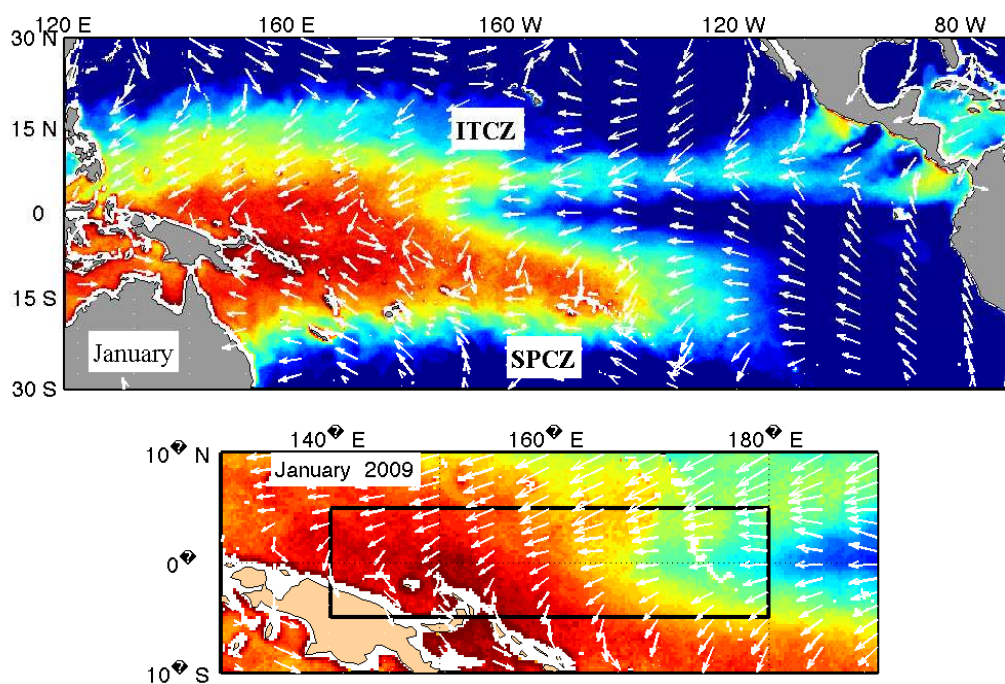 120 E 160 E 160 W 120 W 80 W
30 N
ITCZ
15 N
0
15 S
January
SPCZ
30 S
140� E 160� E 180� E
10� N
January 2009
0�
10� S